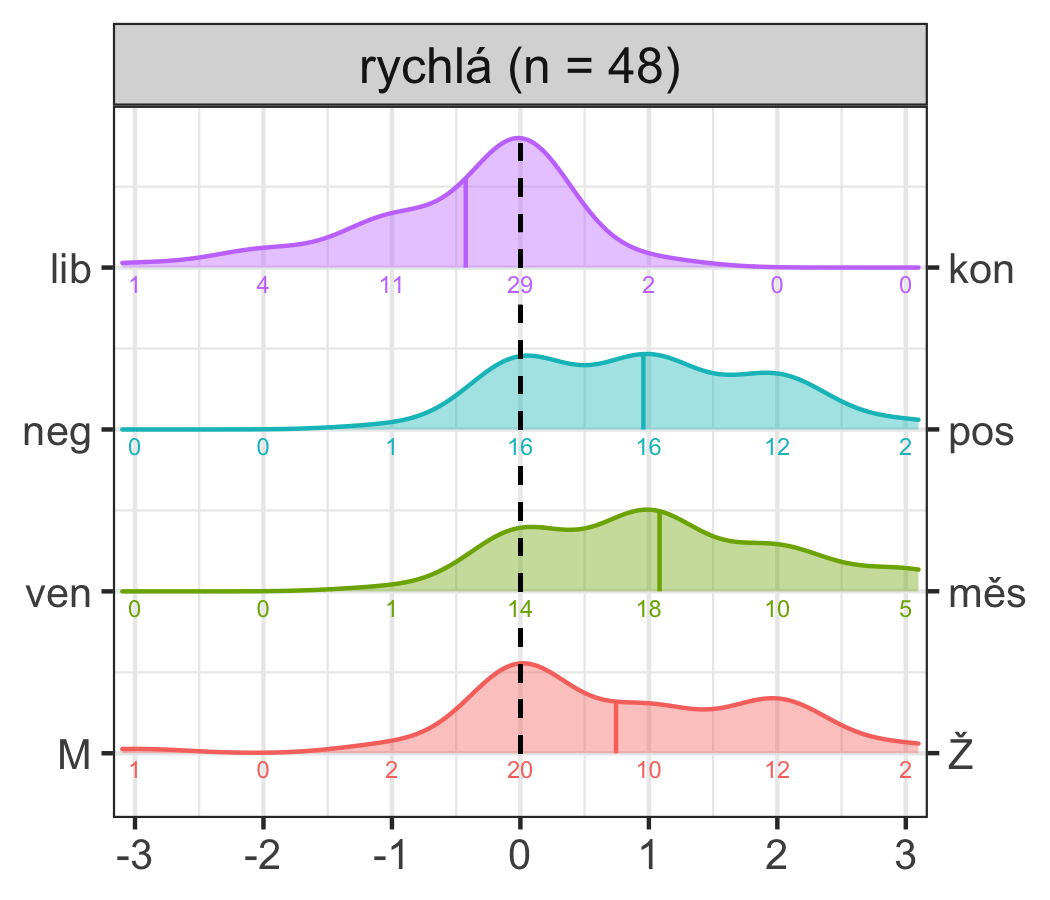 rychlá (n = 48)
lib kon
1 4 11 29 2 0 0
neg pos
0 0 1 16 16 12 2
ven měs
0 0 1 14 18 10 5
M Ž
1 0 2 20 10 12 2
-3 -2 -1 0 1 2 3